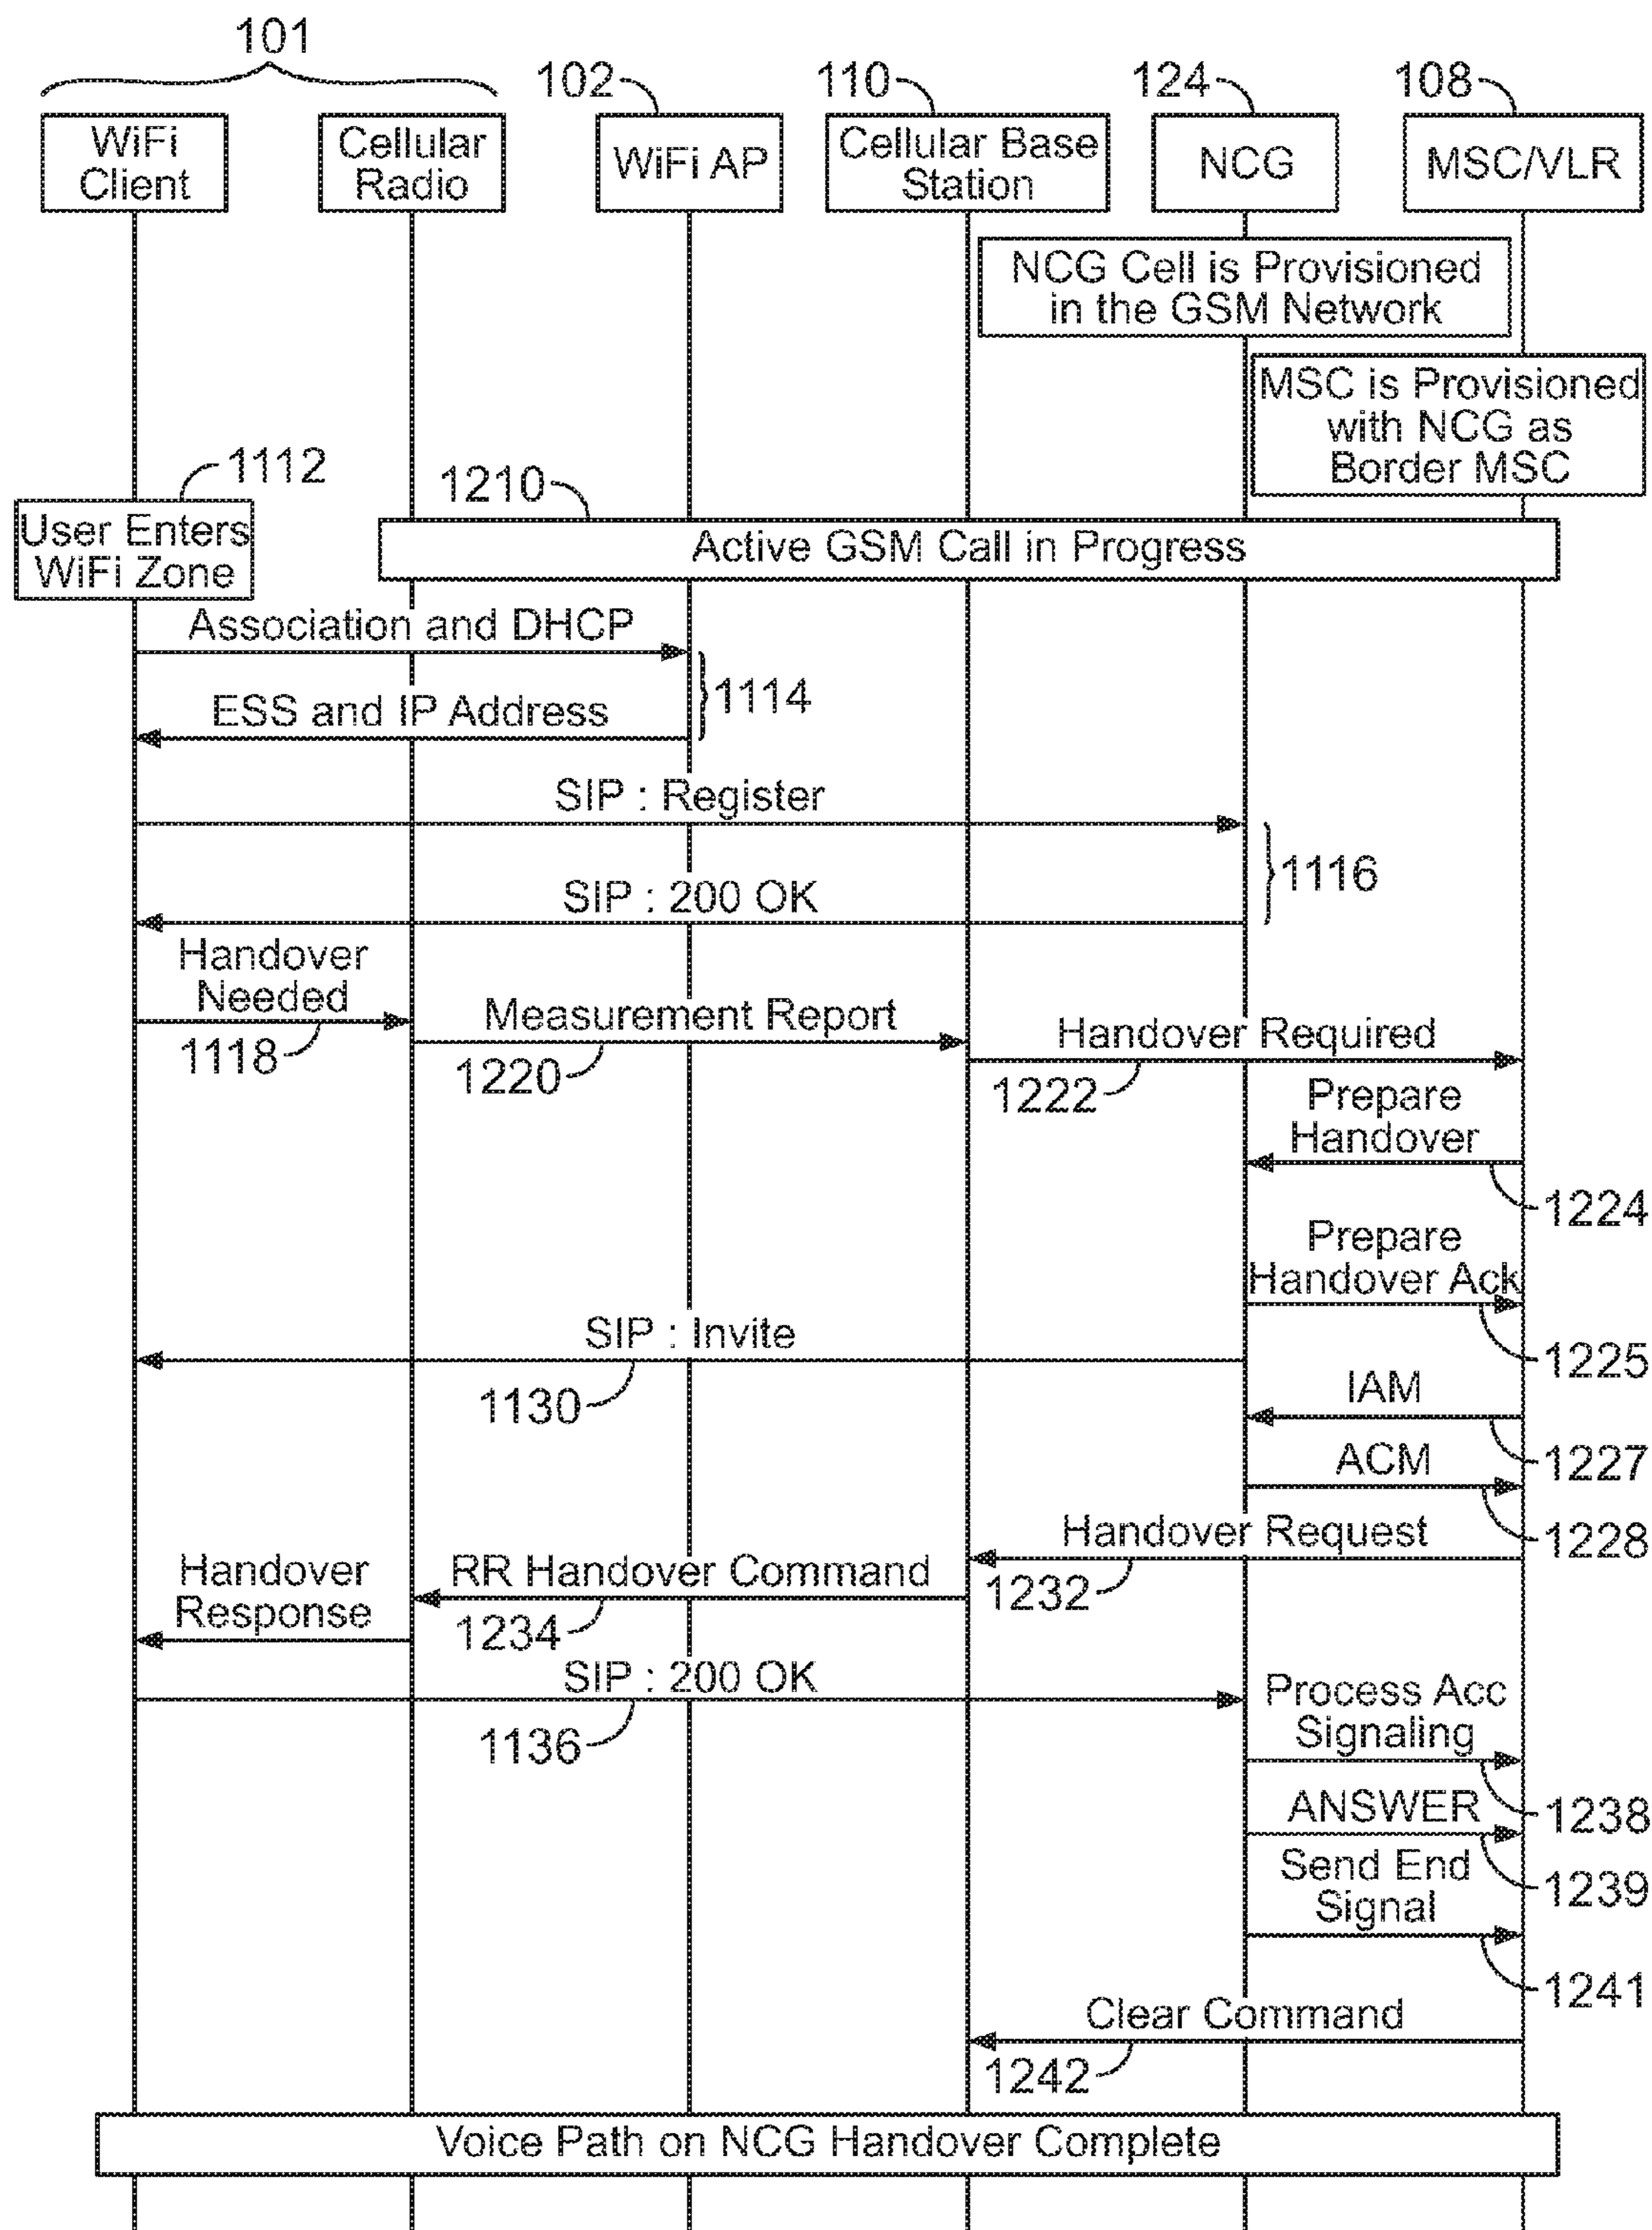 101
102
110
124
108
WiFi
Client
Cellular
Radio
WiFi AP
Cellular Base
Station
NCG
MSC/VLR
NCG Cell is Provisioned
in the GSM Network
MSC is Provisioned
with NCG as
Border MSC
1112
1210
User Enters
WiFi Zone
Active GSM Call in Progress
Association and DHCP
1114
ESS and IP Address
SIP : Register
1116
SIP : 200 OK
Handover
Needed
1118
Measurement Report
1220
Handover Required
1222
Prepare
Handover
1224
Prepare
Handover Ack
1225
SIP : Invite
1130
IAM
1227
ACM
1228
Handover Request
1232
RR Handover Command
1234
Handover
Response
SIP : 200 OK
1136
Process Acc
Signaling
1238
ANSWER
1239
Send End
Signal
1241
Clear Command
1242
Voice Path on NCG Handover Complete